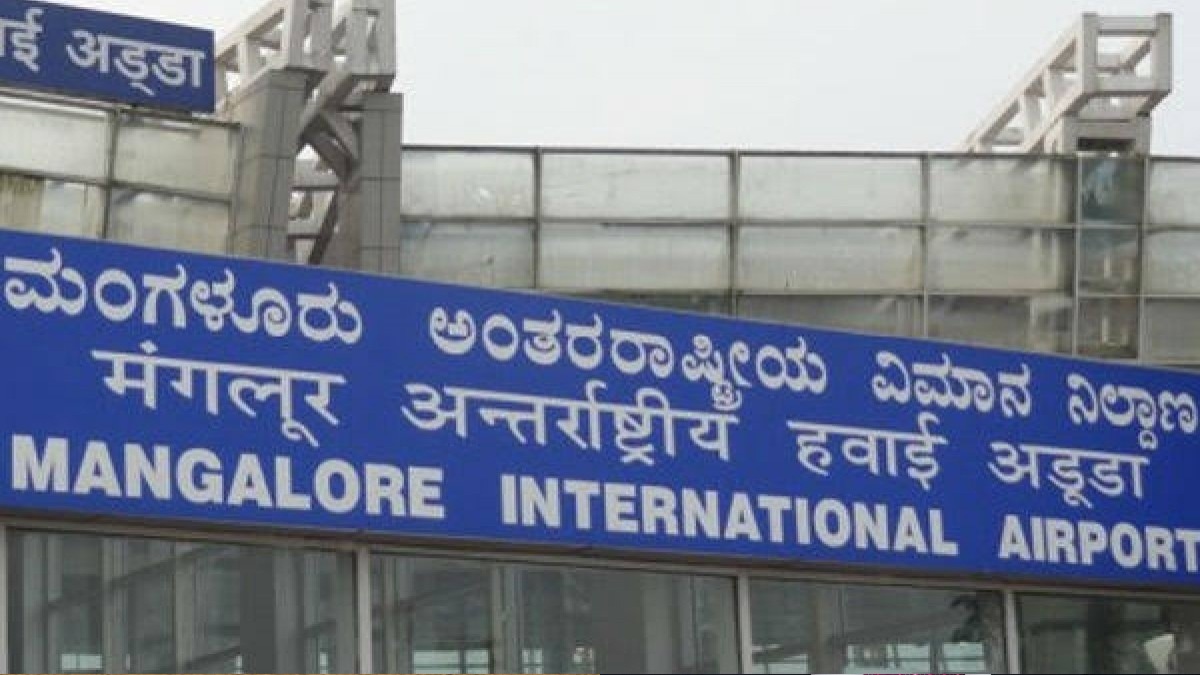 ाई अड्‌डा
ಮಂಗಳೂರು ಅಂತರರಾಷ್ಟ್ರೀಯ ವಿಮಾನ ನಿಲ್ದಾಣ
मंगलूर अन्तर्राष्ट्रीय हवाई अड्‌डा
MANGALORE INTERNATIONAL AIRPORT